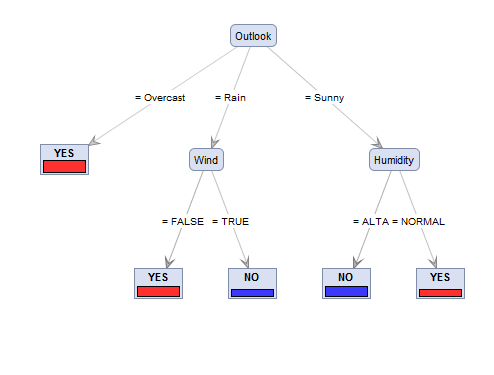 Outlook
= Overcast
= Rain
= Sunny
YES
Wind
Humidity
= FALSE
= TRUE
= ALTA
= NORMAL
YES
NO
NO
YES